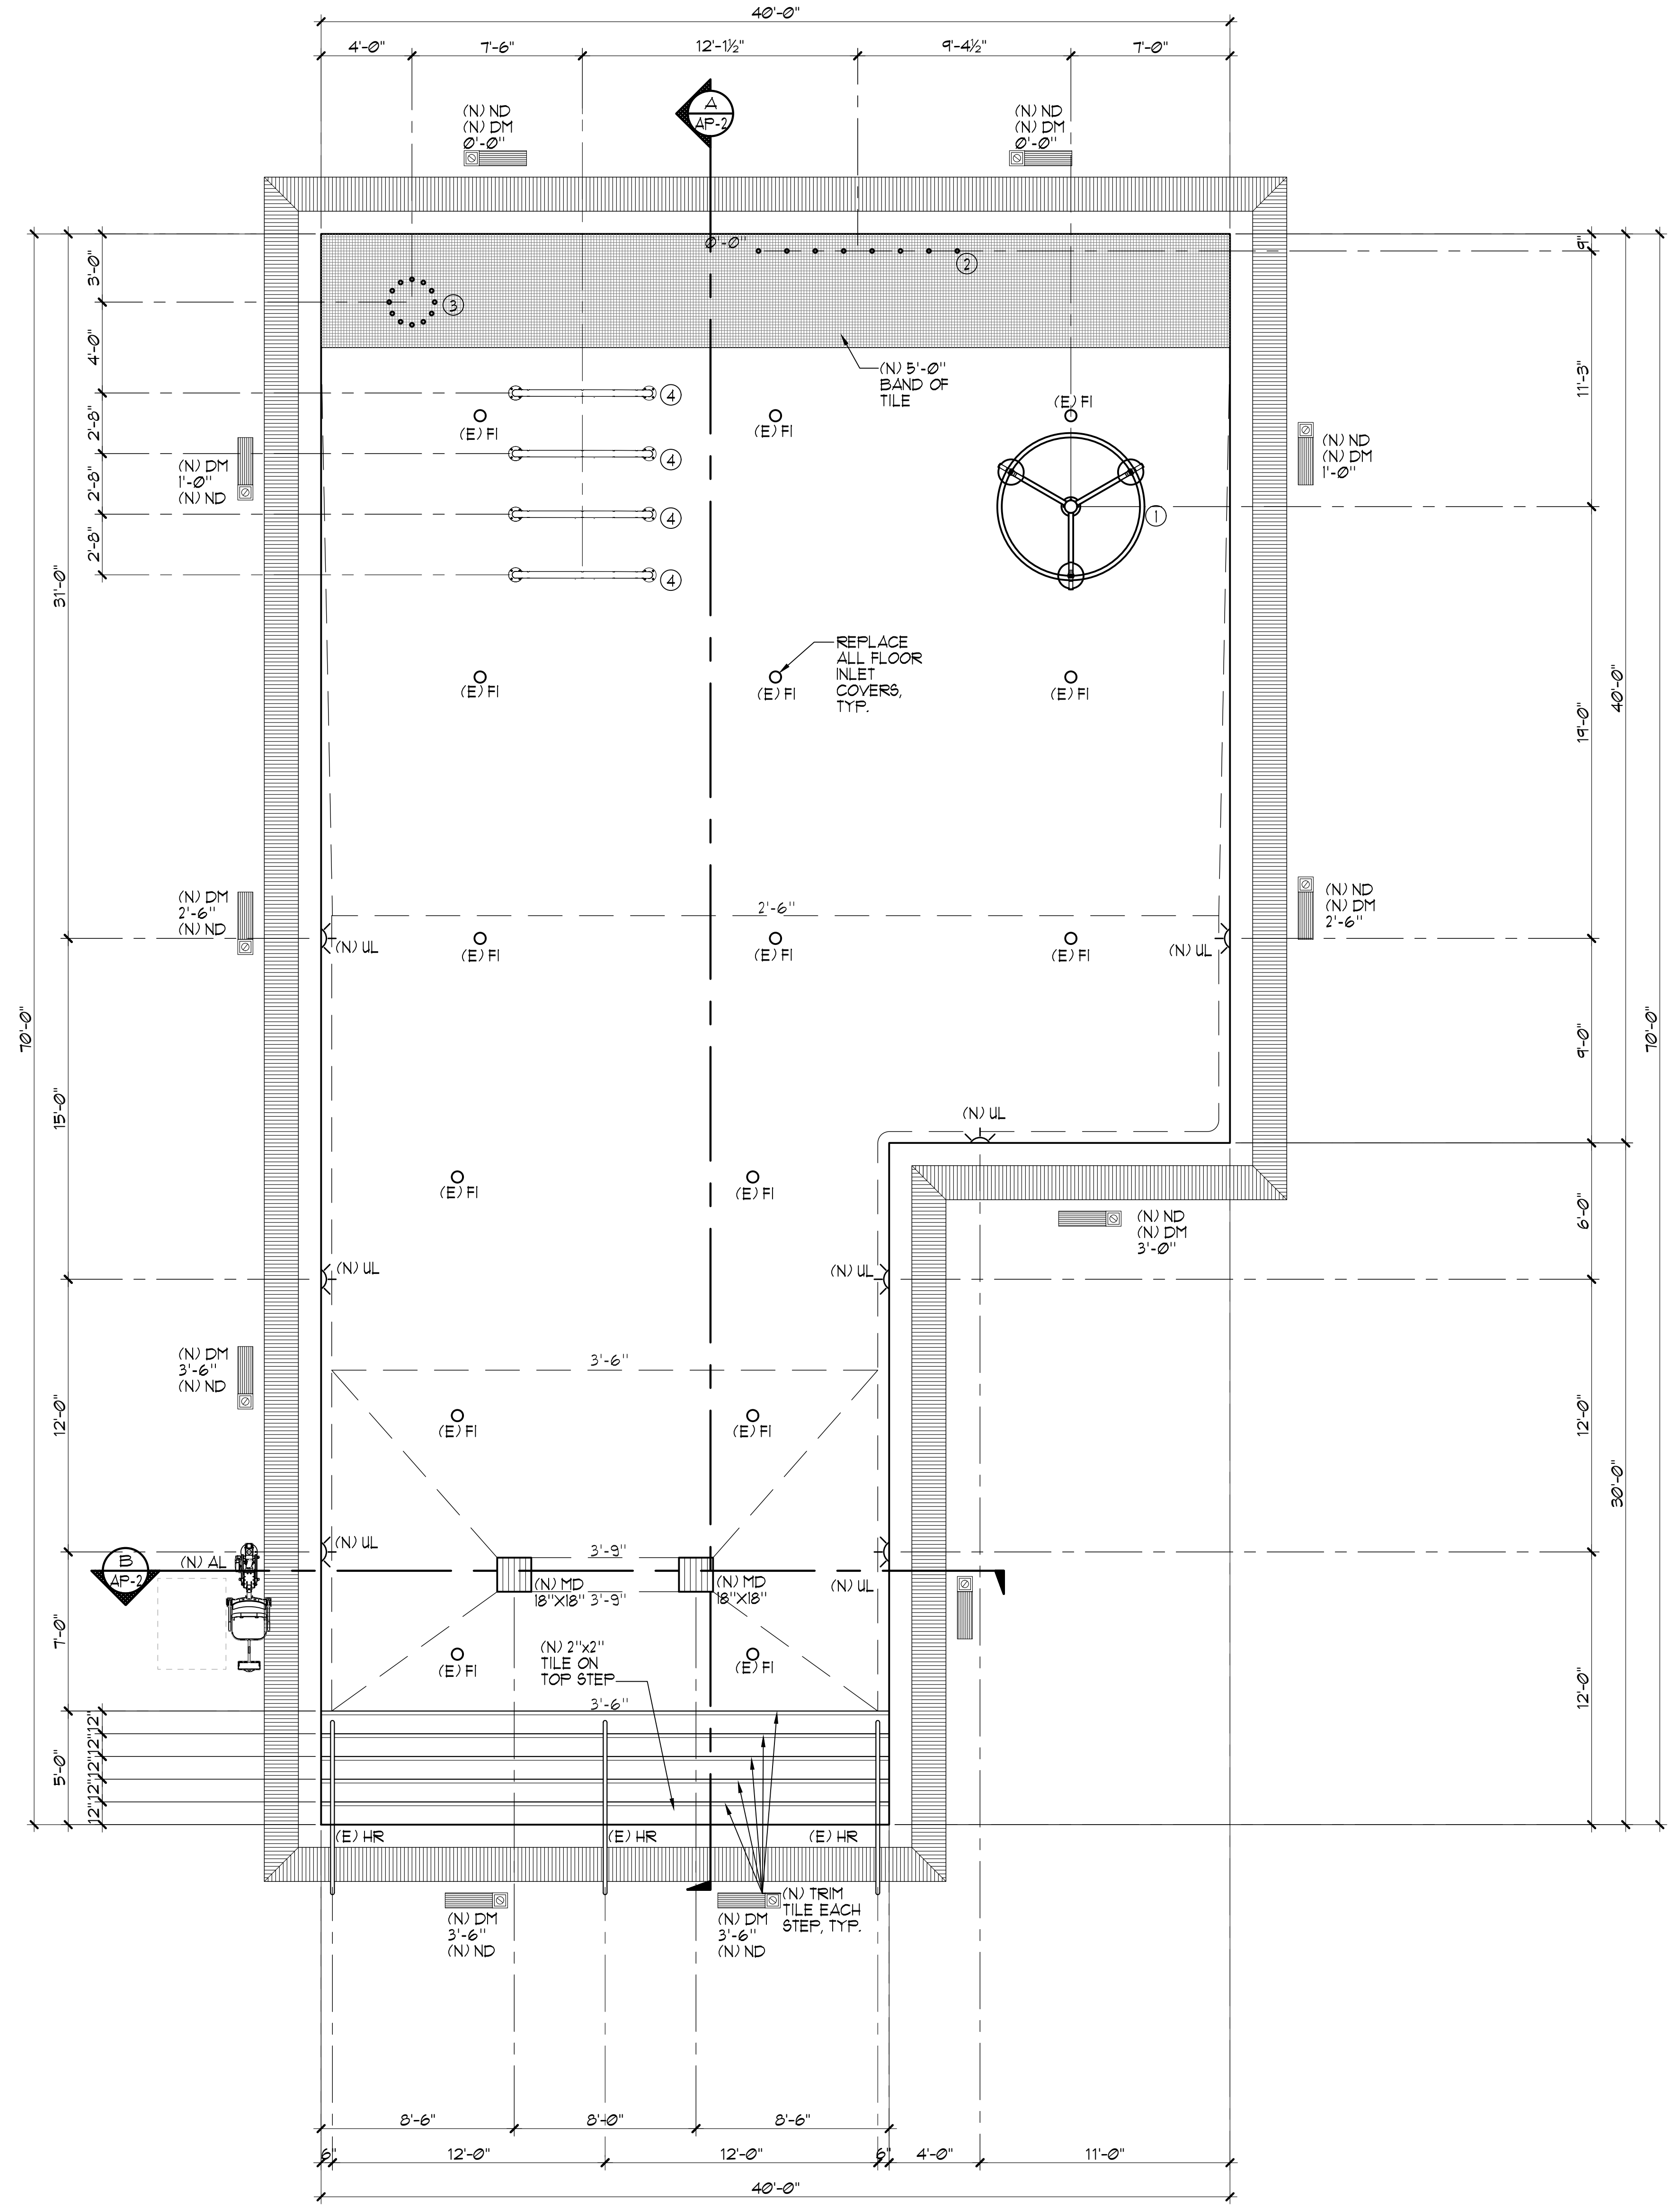 40'-0"
4'-0"
7'-6"
12'-1½"
9'-4½"
7'-0"
A
AP-2
(N) ND
(N) DM
0'-0"
(N) ND
(N) DM
0'-0"
0'-0"
9"
2
3
3'-0"
4'-0"
(N) 5'-0"
BAND OF
TILE
11'-3"
4
(E) FI
(E) FI
(E) FI
2'-8"
4
(N) DM
1'-0"
(N) ND
(N) ND
(N) DM
1'-0"
2'-8"
4
1
2'-8"
4
31'-0"
REPLACE
ALL FLOOR
INLET
COVERS,
TYP.
(E) FI
(E) FI
(E) FI
19'-0"
40'-0"
(N) DM
2'-6"
(N) ND
2'-6"
(N) ND
(N) DM
2'-6"
(N) UL
(E) FI
(E) FI
(E) FI
(N) UL
70'-0"
9'-0"
70'-0"
15'-0"
(N) UL
(E) FI
(E) FI
6'-0"
(N) ND
(N) DM
3'-0"
(N) UL
(N) UL
(N) DM
3'-6"
(N) ND
3'-6"
12'-0"
(E) FI
(E) FI
12'-0"
30'-0"
(N) UL
3'-9"
B
AP-2
(N) AL
(N) MD
18"X18"
3'-9"
(N) MD
18"X18"
(N) UL
7'-0"
(N) 2"x2"
TILE ON
TOP STEP
(E) FI
(E) FI
12'-0"
3'-6"
5'-0"
12"
12"
12"
12"
12"
(E) HR
(E) HR
(E) HR
(N) DM
3'-6"
(N) ND
(N) DM
3'-6"
(N) ND
(N) TRIM
TILE EACH
STEP, TYP.
8'-6"
8'-0"
8'-6"
6"
12'-0"
12'-0"
6"
4'-0"
11'-0"
40'-0"